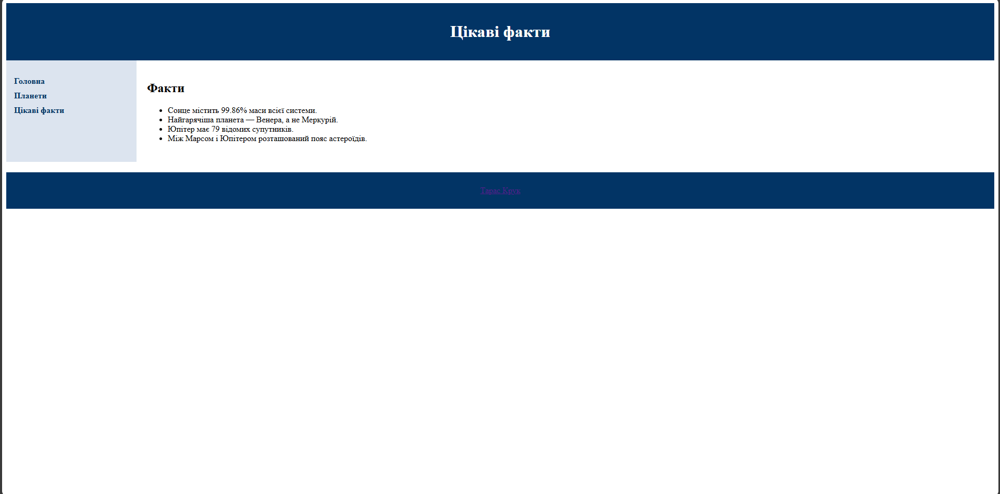 Цікаві факти
Головна
Планети
Цікаві факти
Факти
Сонце містить 99.86% маси всієї системи.
Найгарячіша планета — Венера, а не Меркурій.
Юпітер має 79 відомих супутників.
Між Марсом і Юпітером розташований пояс астероїдів.
Тарас Крук